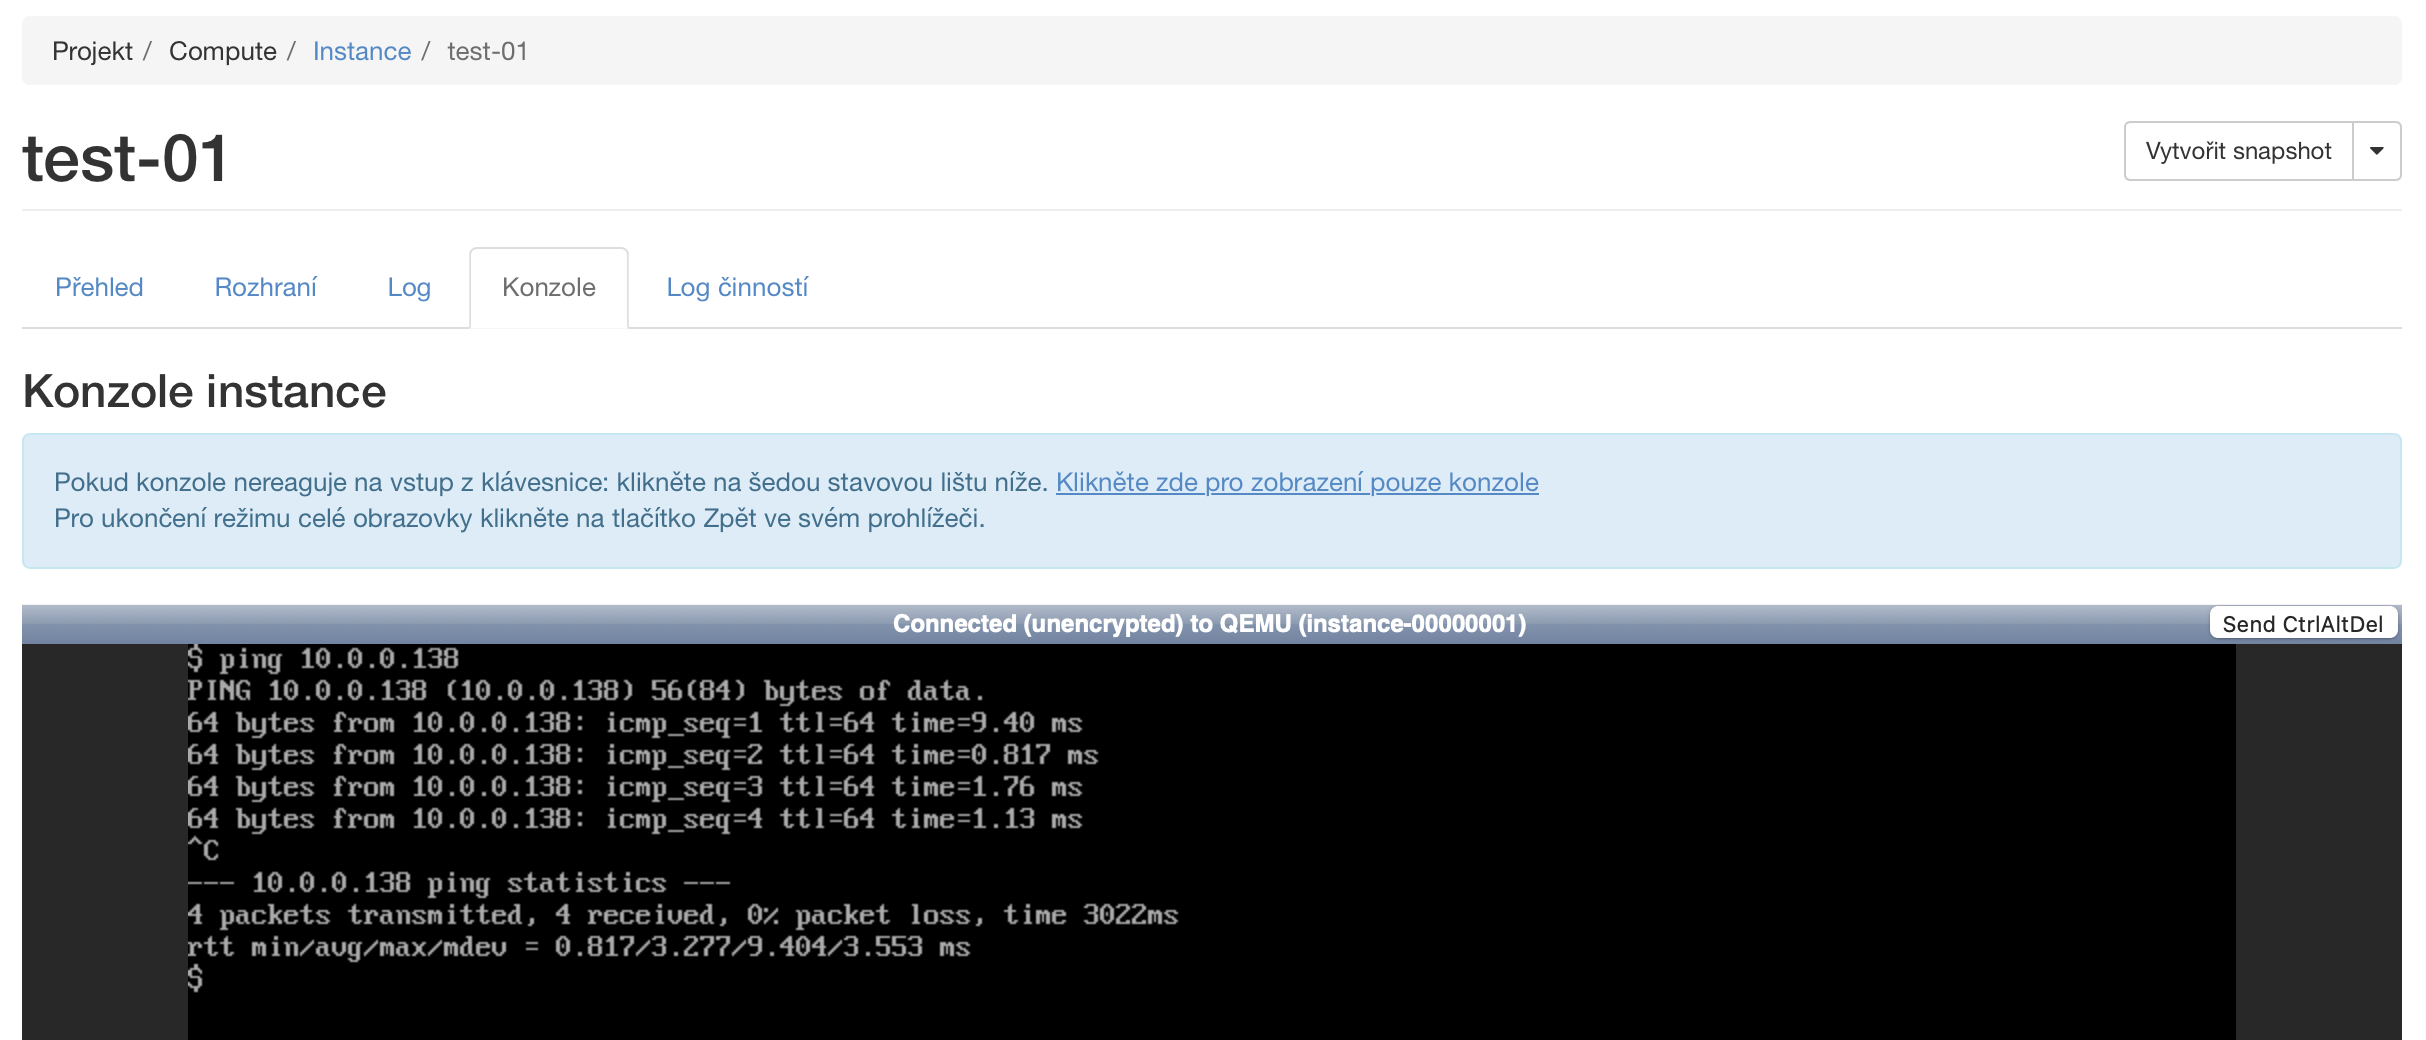 Projekt / Compute / Instance / test-01
test-01
Vytvořit snapshot
Přehled Rozhraní Log Konzole Log činností
Konzole instance
Pokud konzole nereaguje na vstup z klávesnice: klikněte na šedou stavovou lištu níže. Klikněte zde pro zobrazení pouze konzole
Pro ukončení režimu celé obrazovky klikněte na tlačítko Zpět ve svém prohlížeči.
Connected (unencrypted) to QEMU (instance-00000001)
Send CtrlAltDel
$ ping 10.0.0.138
PING 10.0.0.138 (10.0.0.138) 56(84) bytes of data.
64 bytes from 10.0.0.138: icmp_seq=1 ttl=64 time=9.40 ms
64 bytes from 10.0.0.138: icmp_seq=2 ttl=64 time=0.817 ms
64 bytes from 10.0.0.138: icmp_seq=3 ttl=64 time=1.76 ms
64 bytes from 10.0.0.138: icmp_seq=4 ttl=64 time=1.13 ms
^C
--- 10.0.0.138 ping statistics ---
4 packets transmitted, 4 received, 0% packet loss, time 3022ms
rtt min/avg/max/mdev = 0.817/3.277/9.404/3.553 ms
$